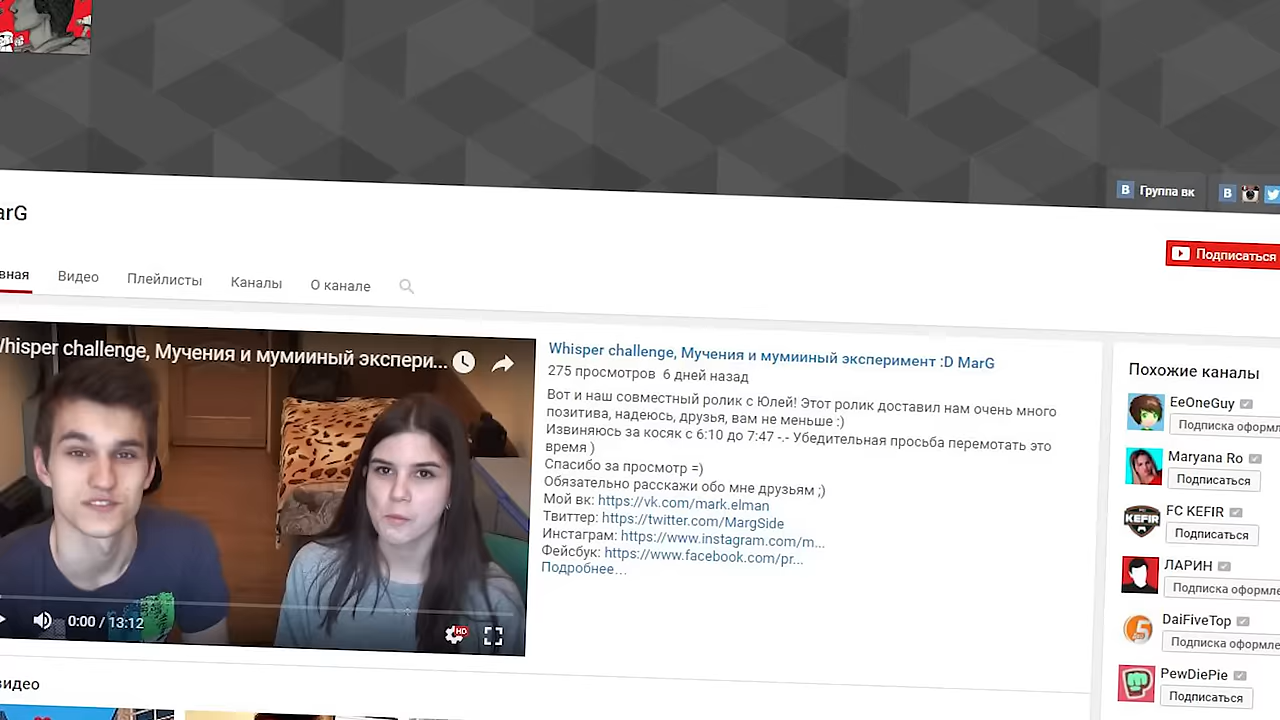 Группа вк
arG
Подписаться
вная Видео Плейлисты Каналы О канале
Whisper challenge, Мучения и мумииный экспери...
0:00 / 13:12
HD
Whisper challenge, Мучения и мумииный эксперимент :D MarG
275 просмотров 6 дней назад
Вот и наш совместный ролик с Юлей! Этот ролик доставил нам очень много
позитива, надеюсь, друзья, вам не меньше :)
Извиняюсь за косяк с 6:10 до 7:47 -.- Убедительная просьба перемотать это
время )
Спасибо за просмотр =)
Обязательно расскажи обо мне друзьям ;)
Мой вк: https://vk.com/mark.elman
Твиттер: https://twitter.com/MargSide
Инстаграм: https://www.instagram.com/m...
Фейсбук: https://www.facebook.com/pr...
Подробнее...
Похожие каналы
EeOneGuy
Подписка оформл
Maryana Ro
Подписаться
FC KEFIR
KEFIR
Подписаться
ЛАРИН
Подписка оформле
DaiFiveTop
5
Подписка оформле
PewDiePie
Подписаться
видео